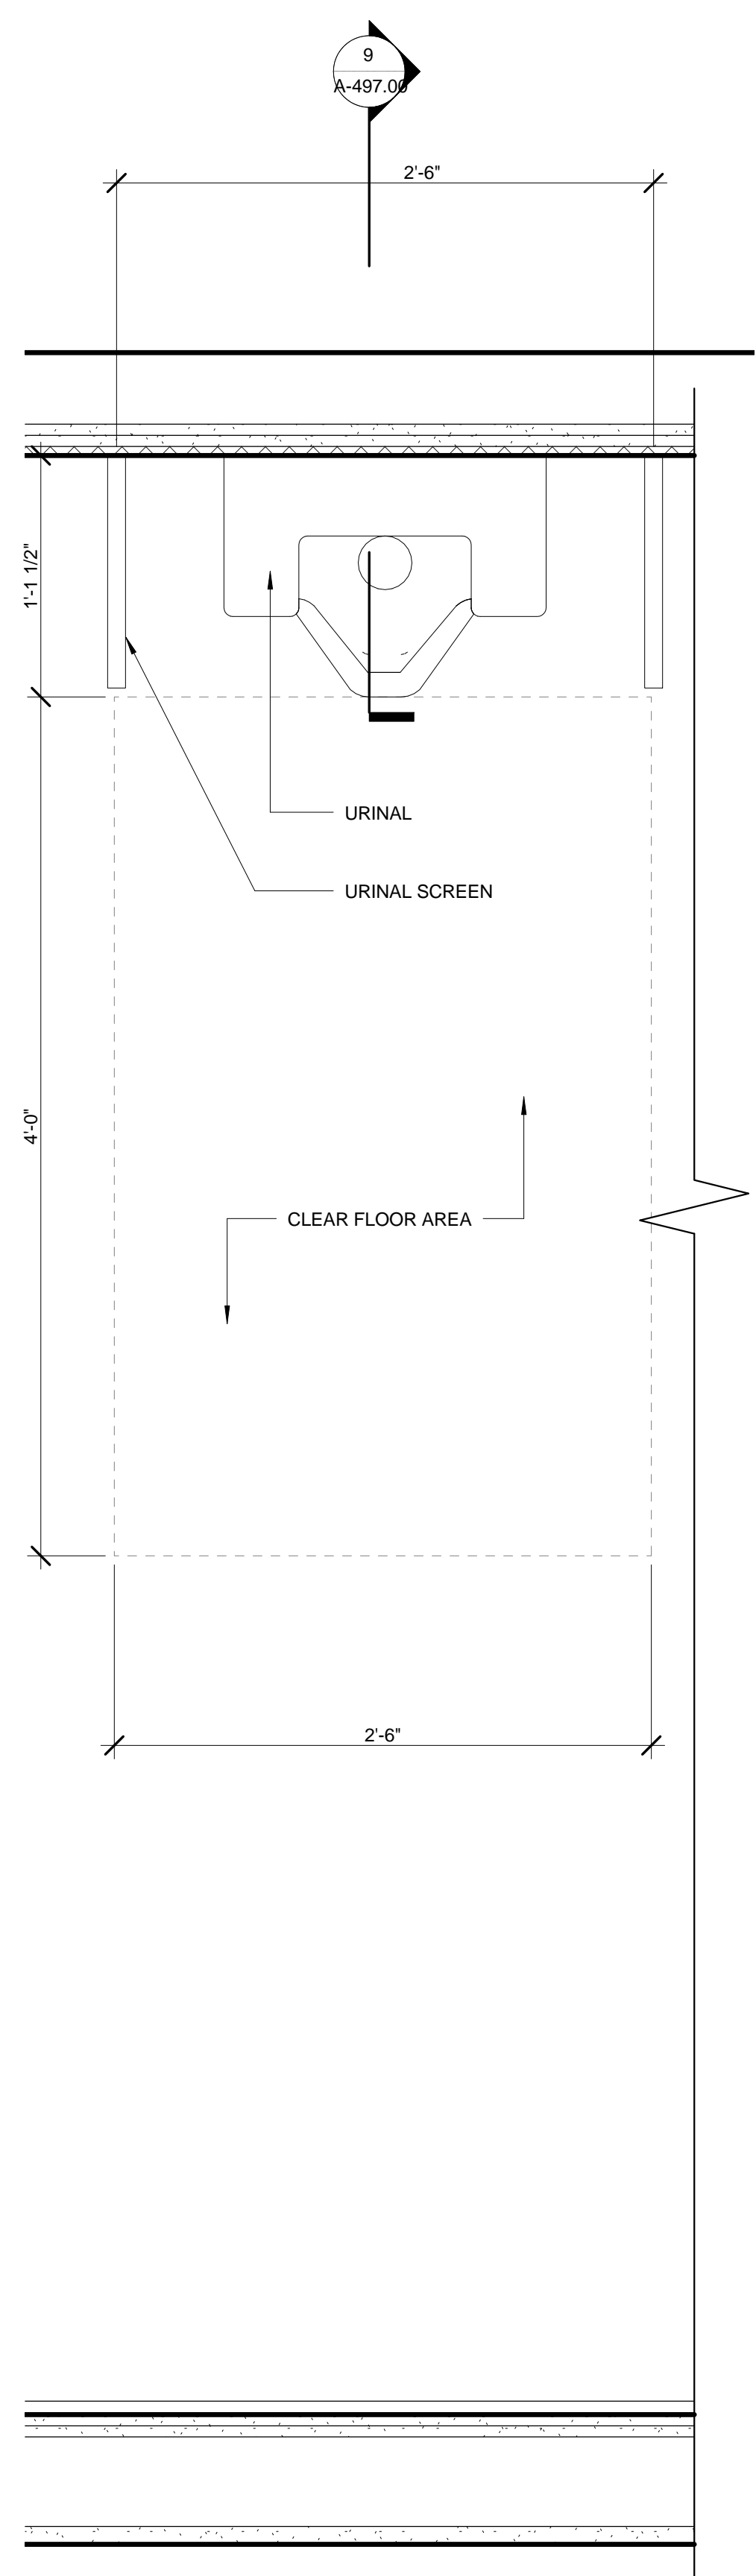 9
A-497.00
2'-6"
1'-1 1/2"
URINAL
URINAL SCREEN
4'-0"
CLEAR FLOOR AREA
2'-6"